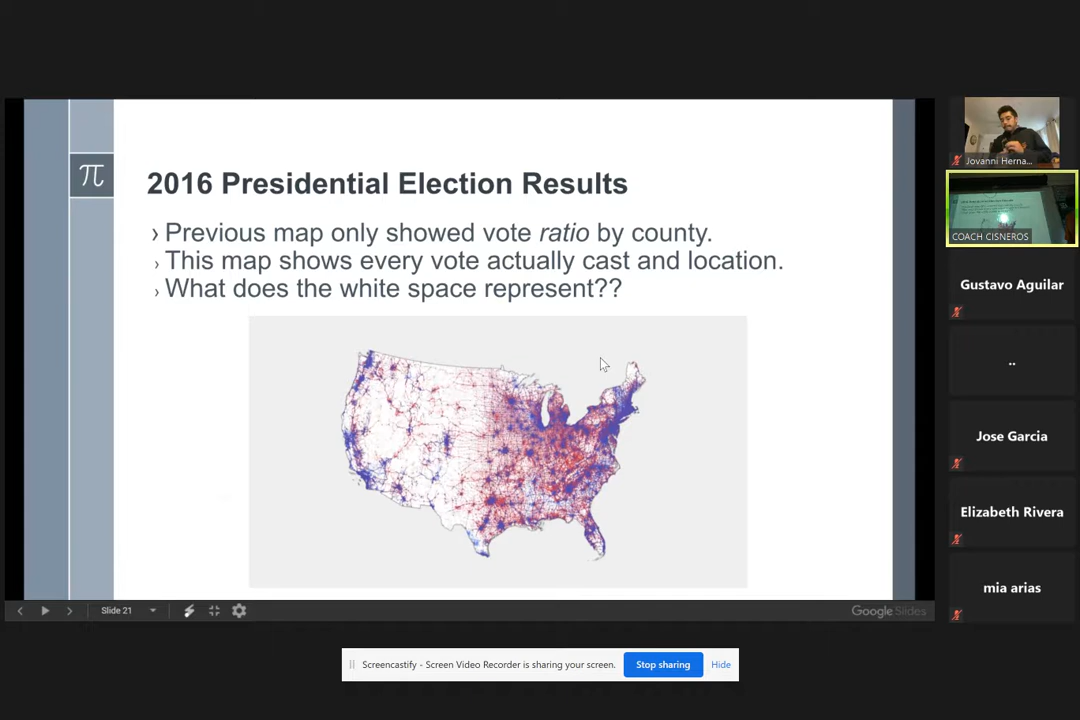 π
2016 Presidential Election Results
› Previous map only showed vote ratio by county.
› This map shows every vote actually cast and location.
› What does the white space represent??
Slide 21
Google Slides
Jovanni Herna...
COACH CISNEROS
Gustavo Aguilar
..
Jose Garcia
Elizabeth Rivera
mia arias
Screencastify - Screen Video Recorder is sharing your screen.
Stop sharing
Hide